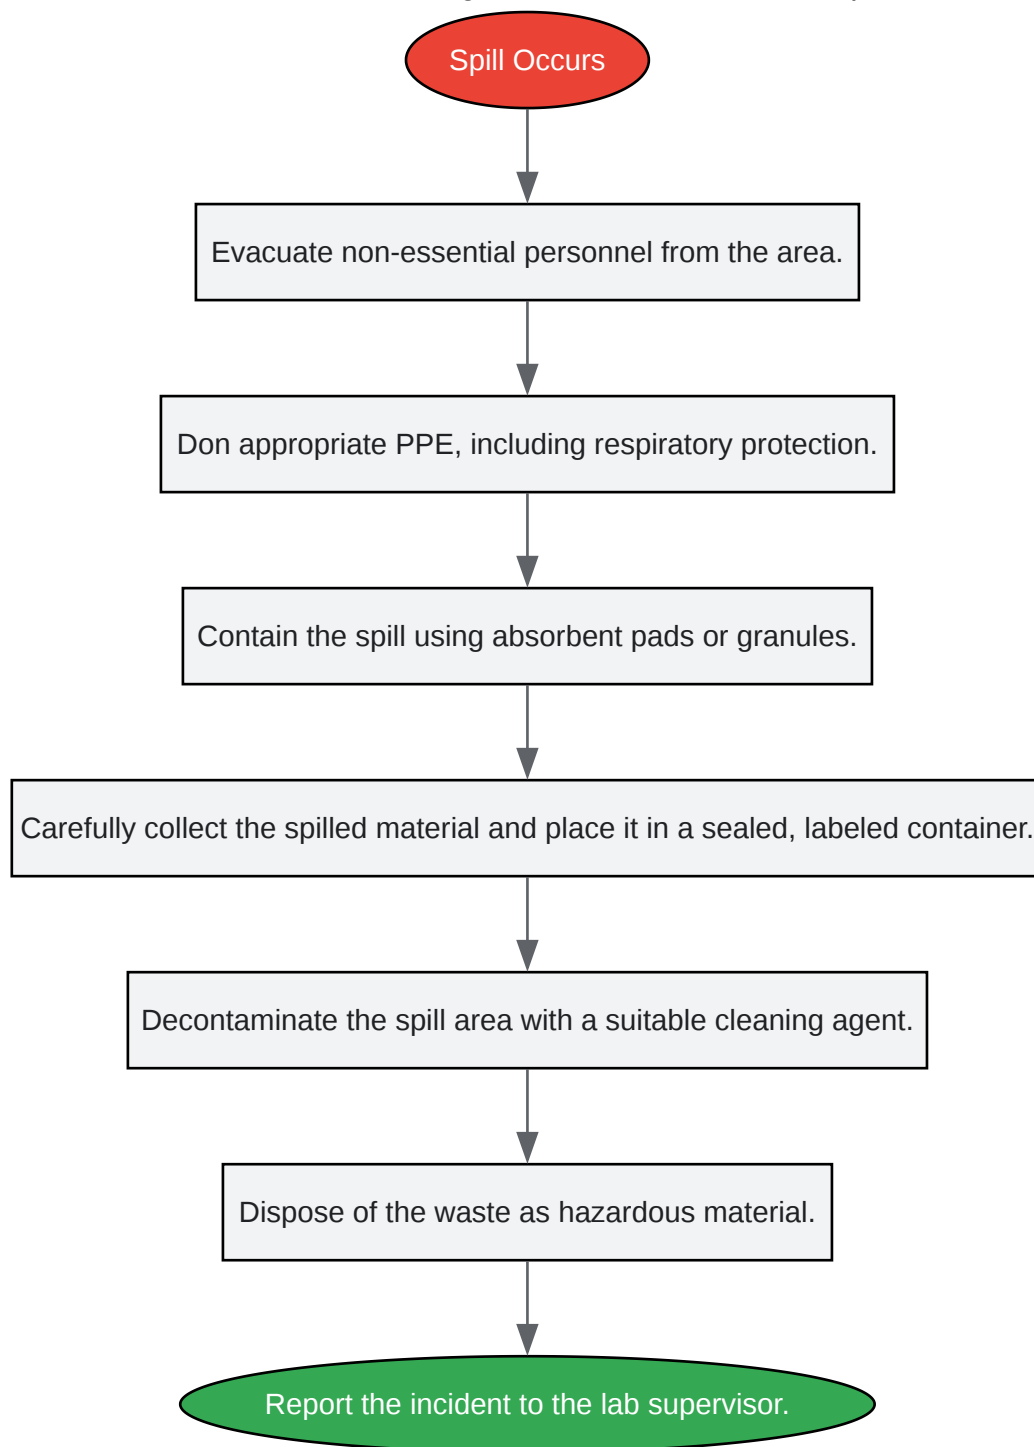 Spill Occurs
Evacuate non-essential personnel from the area.
Don appropriate PPE, including respiratory protection.
Contain the spill using absorbent pads or granules.
Carefully collect the spilled material and place it in a sealed, labeled container.
Decontaminate the spill area with a suitable cleaning agent.
Dispose of the waste as hazardous material.
Report the incident to the lab supervisor.